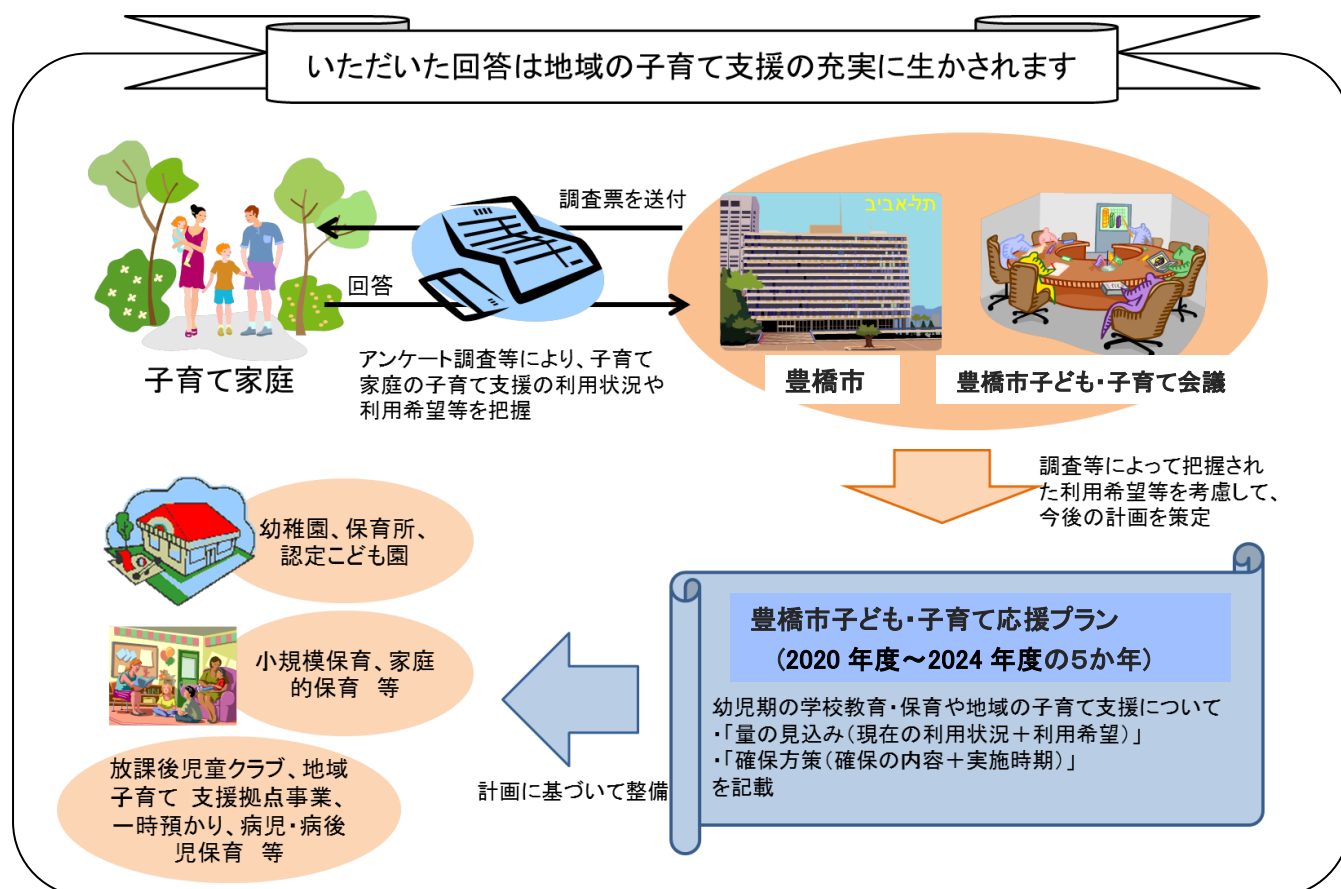 いただいた回答は地域の子育て支援の充実に生かされます
調査票を送付
回答
תל-אביב
子育て家庭
アンケート調査等により、子育て
家庭の子育て支援の利用状況や
利用希望等を把握
豊橋市
豊橋市子ども・子育て会議
調査等によって把握され
た利用希望等を考慮して、
今後の計画を策定
豊橋市子ども・子育て応援プラン
(2020 年度~2024 年度の5か年)
幼児期の学校教育・保育や地域の子育て支援について
・「量の見込み(現在の利用状況+利用希望)」
・「確保方策(確保の内容+実施時期)」
を記載
計画に基づいて整備
幼稚園、保育所、
認定こども園
小規模保育、家庭
的保育 等
放課後児童クラブ、地域
子育て 支援拠点事業、
一時預かり、病児・病後
児保育 等